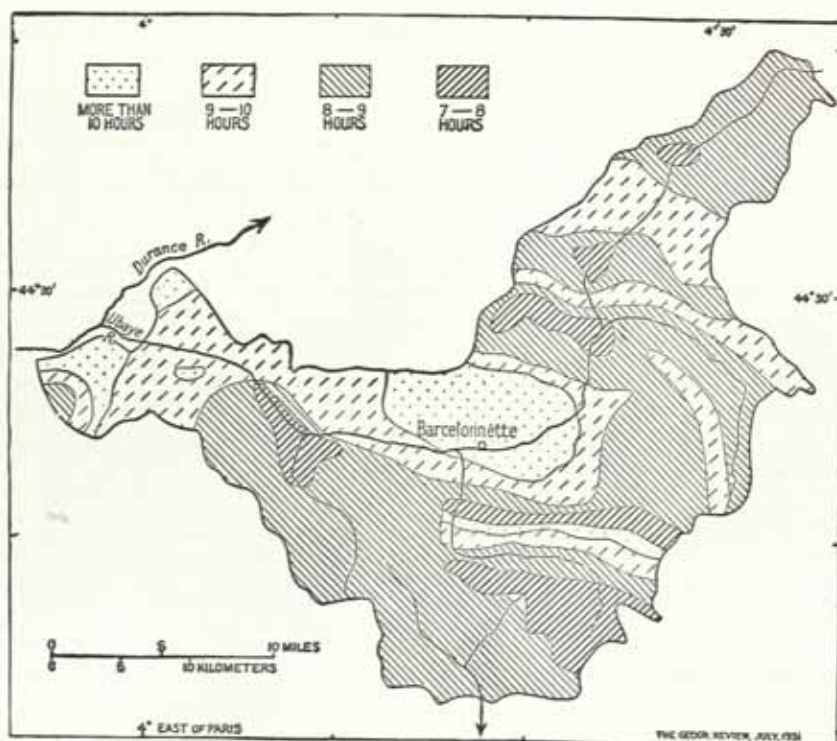 4°
4°30'
MORE THAN
10 HOURS
9 — 10
HOURS
8 — 9
HOURS
7 — 8
HOURS
Durance R.
44°30'
44°30'
Ubaye
R.
Barcelonnette
0 5 10 MILES
0 5 10 KILOMETERS
4° EAST OF PARIS
THE GEOGR. REVIEW, JULY, 1931